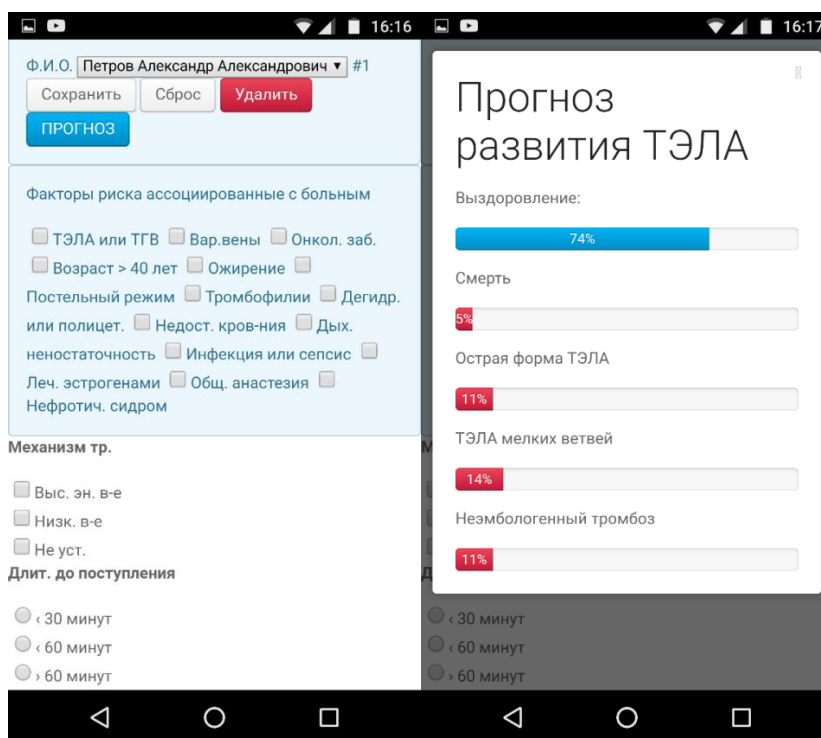 16:16
Ф.И.О. Петров Александр Александрович #1
Сохранить Сброс Удалить
ПРОГНОЗ
Факторы риска ассоциированные с больным
ТЭЛА или ТГВ Вар.вены Онкол. заб.
Возраст > 40 лет Ожирение
Постельный режим Тромбофилии Дегидр.
или полицет. Недост. кров-ния Дых.
неностаточность Инфекция или сепсис
Леч. эстрогенами Общ. анастезия
Нефротич. сидром
Механизм тр.
Выс. эн. в-е
Низк. в-е
Не уст.
Длит. до поступления
‹ 30 минут
‹ 60 минут
› 60 минут
16:17
Прогноз
развития ТЭЛА
Выздоровление:
74%
Смерть
5%
Острая форма ТЭЛА
11%
ТЭЛА мелких ветвей
14%
Неэмбологенный тромбоз
11%
‹ 30 минут
‹ 60 минут
› 60 минут